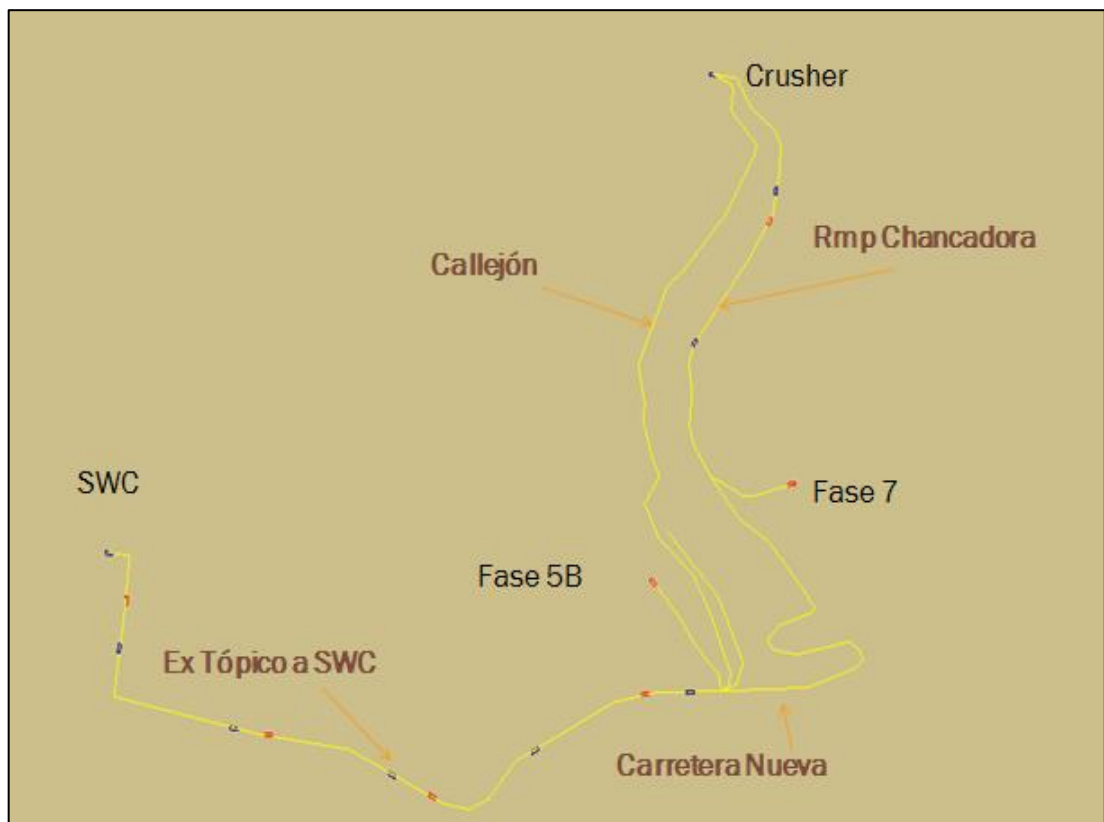 Crusher
Rmp Chancadora
Callejón
SWC
Fase 7
Fase 5B
Ex Tópico a SWC
Carretera Nueva